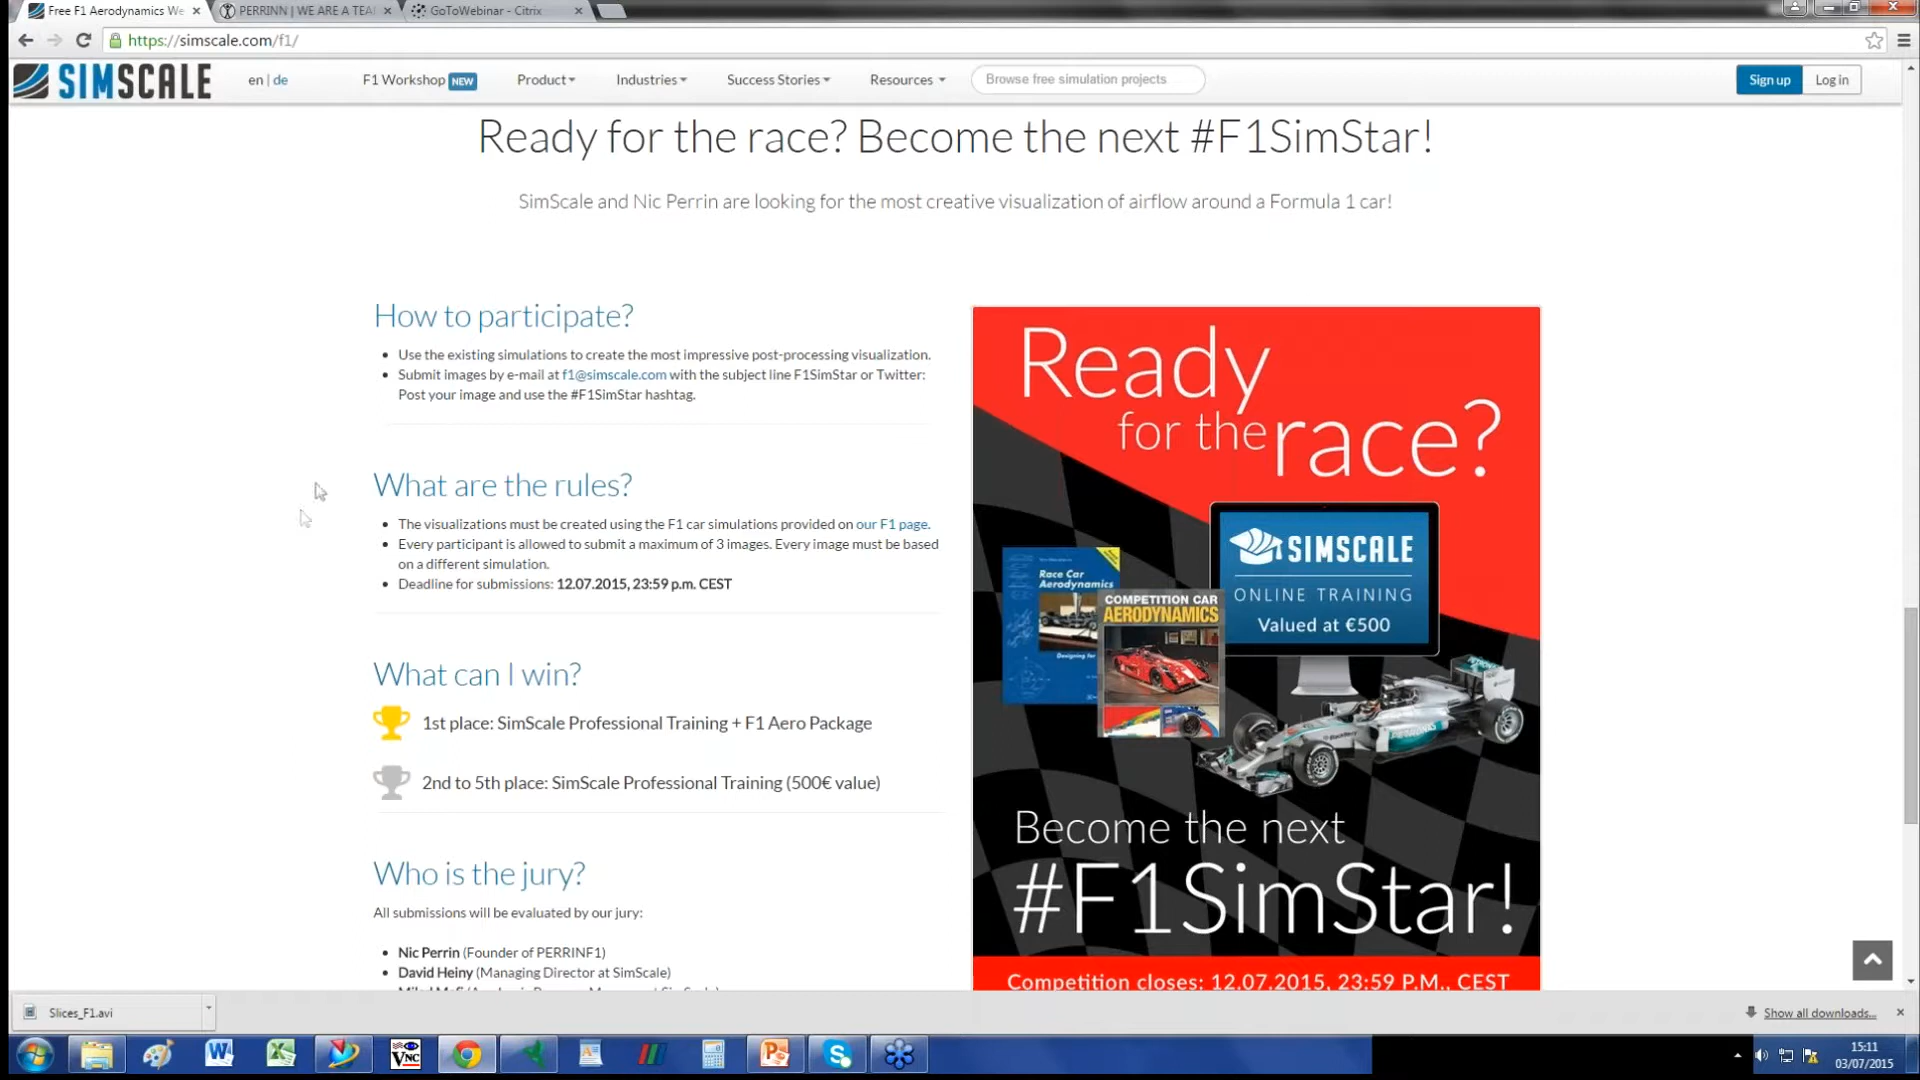 Free F1 Aerodynamics We
PERRINN | WE ARE A TEA
GoToWebinar - Citrix
https://simscale.com/f1/
SIMSCALE
en | de
F1 Workshop NEW
Product
Industries
Success Stories
Resources
Browse free simulation projects
Sign up
Log in
Ready for the race? Become the next #F1SimStar!
SimScale and Nic Perrin are looking for the most creative visualization of airflow around a Formula 1 car!
How to participate?
Use the existing simulations to create the most impressive post-processing visualization.
Submit images by e-mail at f1@simscale.com with the subject line F1SimStar or Twitter:
Post your image and use the #F1SimStar hashtag.
What are the rules?
The visualizations must be created using the F1 car simulations provided on our F1 page.
Every participant is allowed to submit a maximum of 3 images. Every image must be based
on a different simulation.
Deadline for submissions: 12.07.2015, 23:59 p.m. CEST
What can I win?
1st place: SimScale Professional Training + F1 Aero Package
2nd to 5th place: SimScale Professional Training (500€ value)
Who is the jury?
All submissions will be evaluated by our jury:
Nic Perrin (Founder of PERRINF1)
David Heiny (Managing Director at SimScale)
Ready
for the race?
SIMSCALE
ONLINE TRAINING
Valued at €500
Race Car
Aerodynamics
Designing for
COMPETITION CAR
AERODYNAMICS
BlackBerry
PETRONAS
Become the next
#F1SimStar!
Competition closes: 12.07.2015, 23:59 P.M., CEST
Slices_F1.avi
Show all downloads...
15:11
03/07/2015